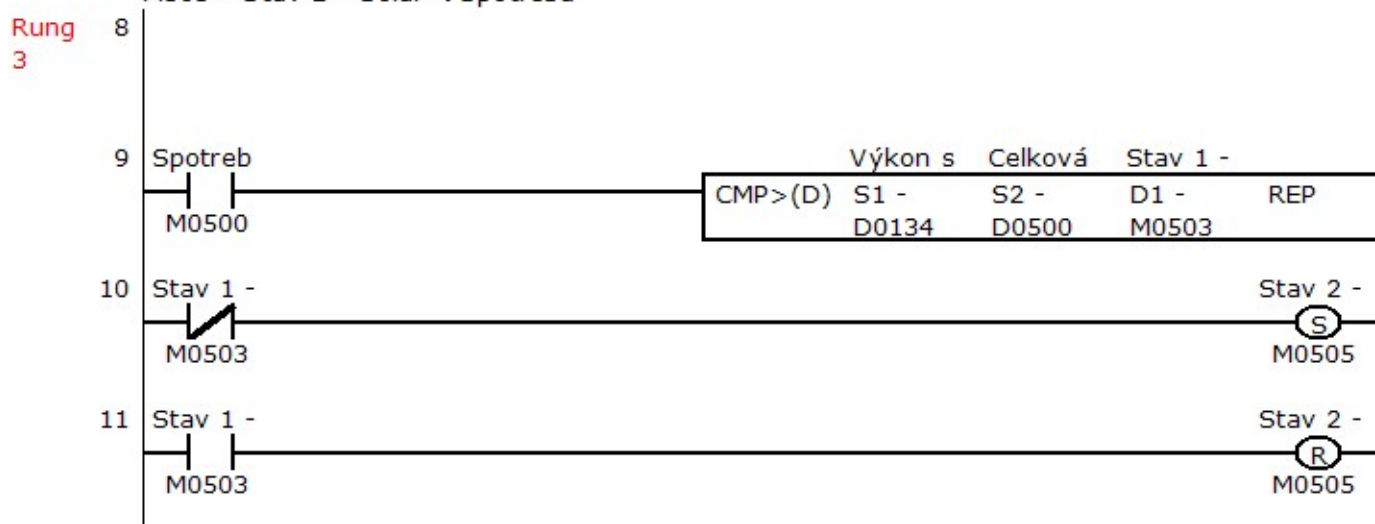 Rung 8
3
9 Spotreb Výkon s Celková Stav 1 -
CMP>(D) S1 - S2 - D1 - REP
M0500 D0134 D0500 M0503
10 Stav 1 - Stav 2 -
S
M0503 M0505
11 Stav 1 - Stav 2 -
R
M0503 M0505